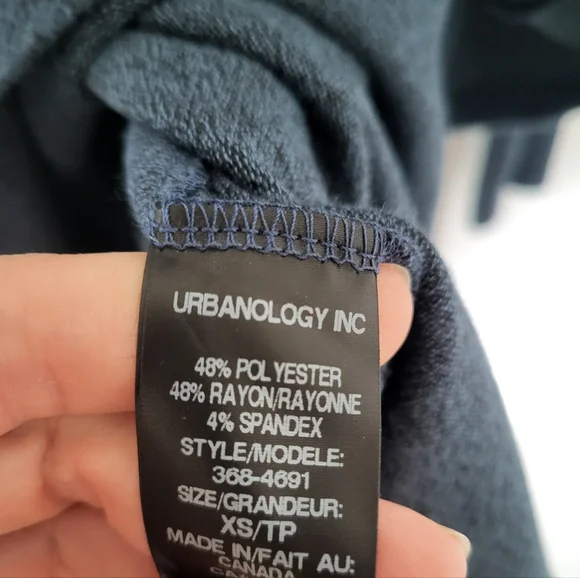 URBANOLOGY INC
48% POLYESTER
48% RAYON/RAYONNE
4% SPANDEX
STYLE/MODELE:
368-4691
SIZE/GRANDEUR:
XS/TP
MADE IN/FAIT AU:
CANADA